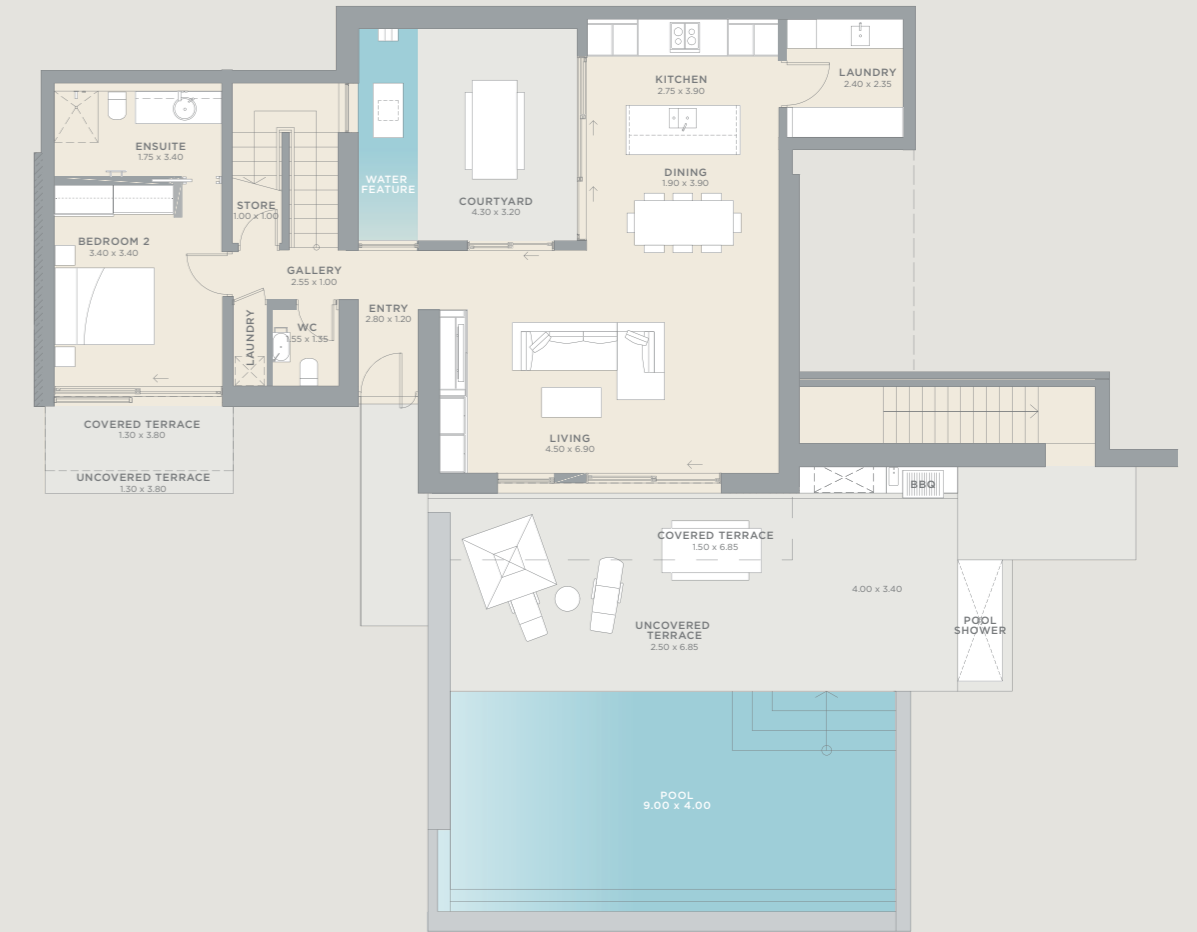 KITCHEN
2.75 x 3.90
LAUNDRY
2.40 x 2.35
ENSUITE
1.75 x 3.40
WATER
FEATURE
COURTYARD
4.30 x 3.20
DINING
1.90 x 3.90
STORE
1.00 x 1.00
BEDROOM 2
3.40 x 3.40
GALLERY
2.55 x 1.00
ENTRY
2.80 x 1.20
LAUNDRY
WC
1.55 x 1.35
COVERED TERRACE
1.30 x 3.80
UNCOVERED TERRACE
1.30 x 3.80
LIVING
4.50 x 6.90
BBQ
COVERED TERRACE
1.50 x 6.85
4.00 x 3.40
UNCOVERED
TERRACE
2.50 x 6.85
POOL
SHOWER
POOL
9.00 x 4.00